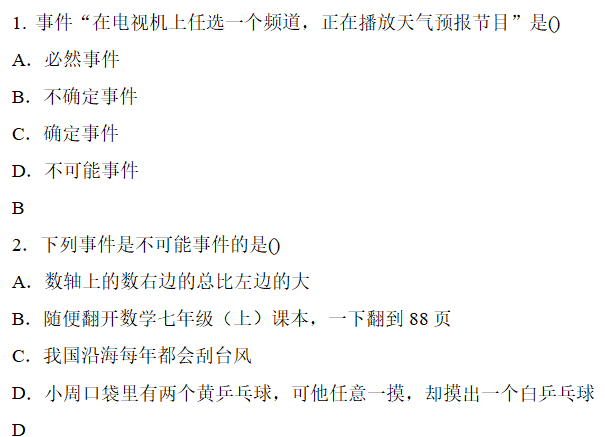 1. 事件“在电视机上任选一个频道，正在播放天气预报节目”是()
A．必然事件
B．不确定事件
C．确定事件
D．不可能事件
B
2．下列事件是不可能事件的是()
A．数轴上的数右边的总比左边的大
B．随便翻开数学七年级（上）课本，一下翻到 88 页
C．我国沿海每年都会刮台风
D．小周口袋里有两个黄乒乓球，可他任意一摸，却摸出一个白乒乓球
D